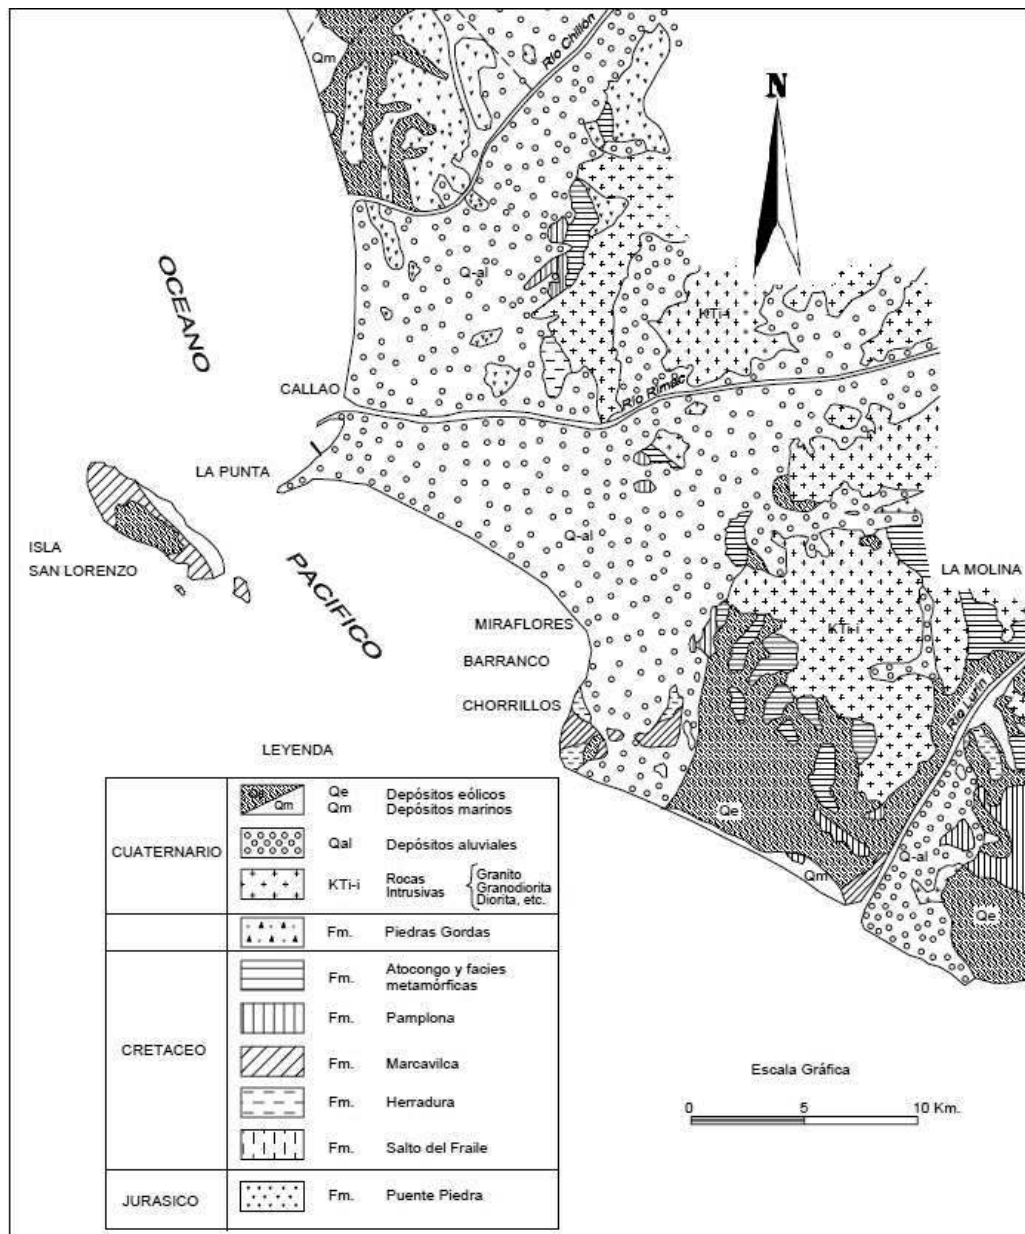 Qm
Río Chillón
N
Q-al
OCEANO
KTi-i
CALLAO
Río Rimac
LA PUNTA
Q-al
ISLA
SAN LORENZO
PACIFICO
LA MOLINA
MIRAFLORES
KTi-i
BARRANCO
CHORRILLOS
Río Lurín
LEYENDA
Qe
Qm
Q-al
Qe
CUATERNARIO
Qe
Qm
Qe Depósitos eólicos
Qm Depósitos marinos
Qal Depósitos aluviales
KTi-i Rocas Intrusivas Granito
Granodiorita
Diorita, etc.
Fm. Piedras Gordas
CRETACEO
Fm. Atocongo y facies
metamórficas
Fm. Pamplona
Fm. Marcavilca
Fm. Herradura
Fm. Salto del Fraile
JURASICO
Fm. Puente Piedra
Escala Gráfica
0 5 10 Km.